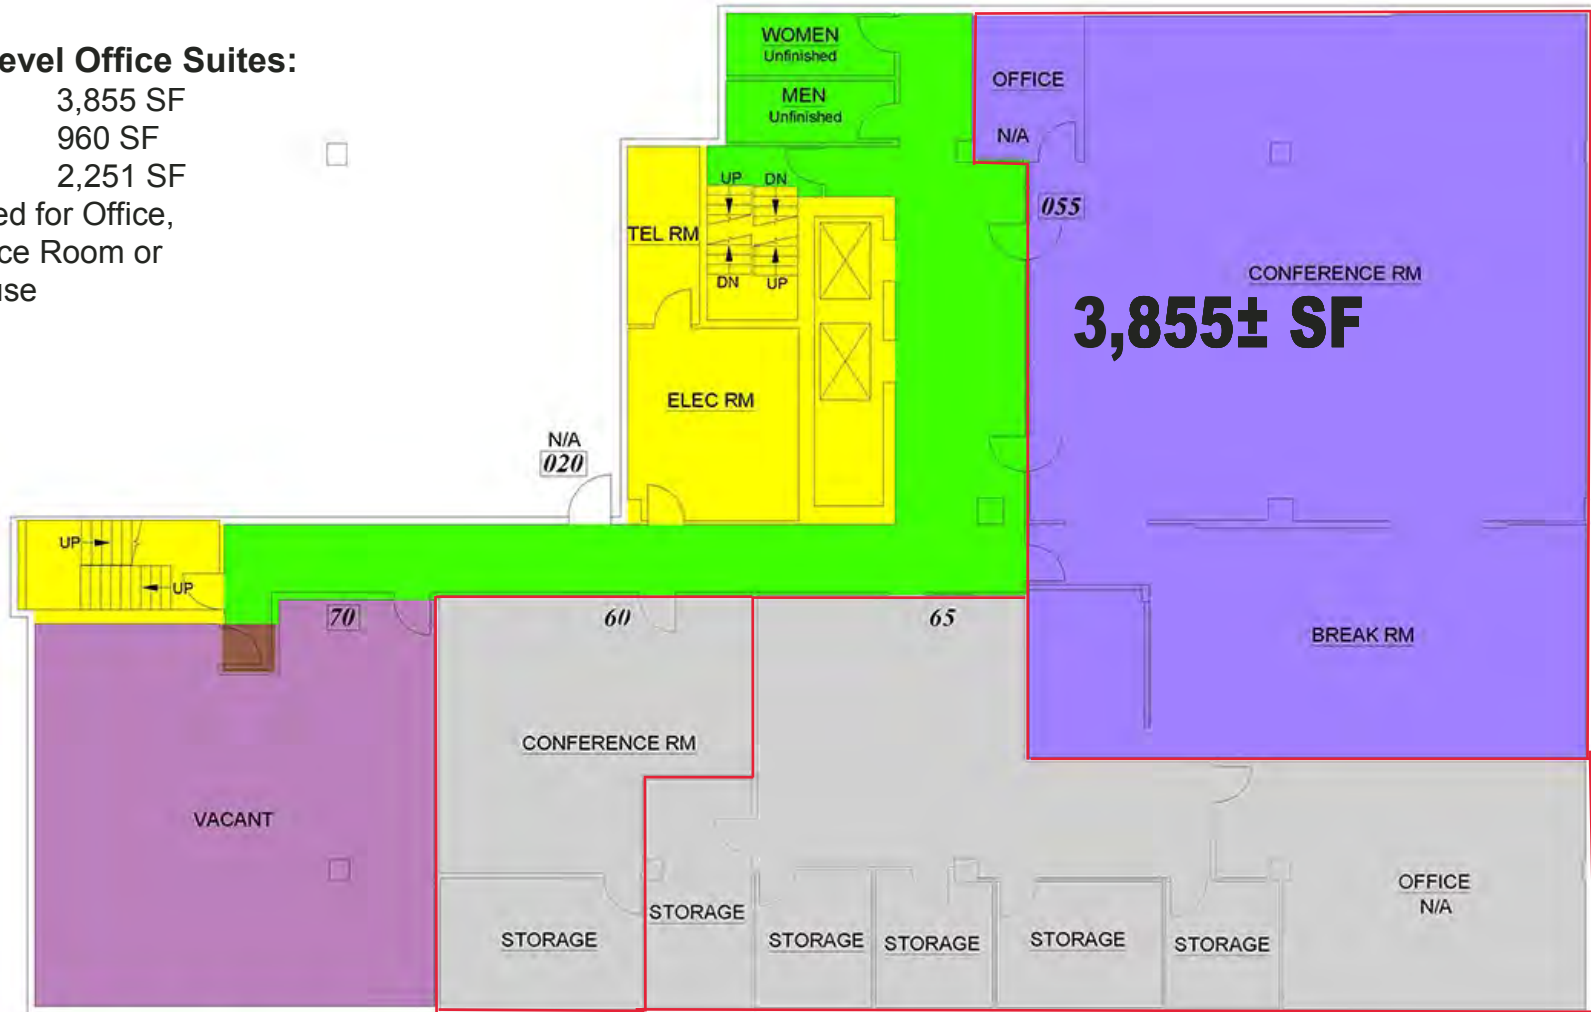 evel Office Suites:
3,855 SF
960 SF
2,251 SF
ed for Office,
ce Room or
use
WOMEN
Unfinished
MEN
Unfinished
OFFICE
N/A
UP DN
055
TEL RM
CONFERENCE RM
DN UP
3,855± SF
ELEC RM
N/A
020
UP
UP
70
60
65
BREAK RM
CONFERENCE RM
VACANT
OFFICE
N/A
STORAGE
STORAGE
STORAGE
STORAGE
STORAGE
STORAGE